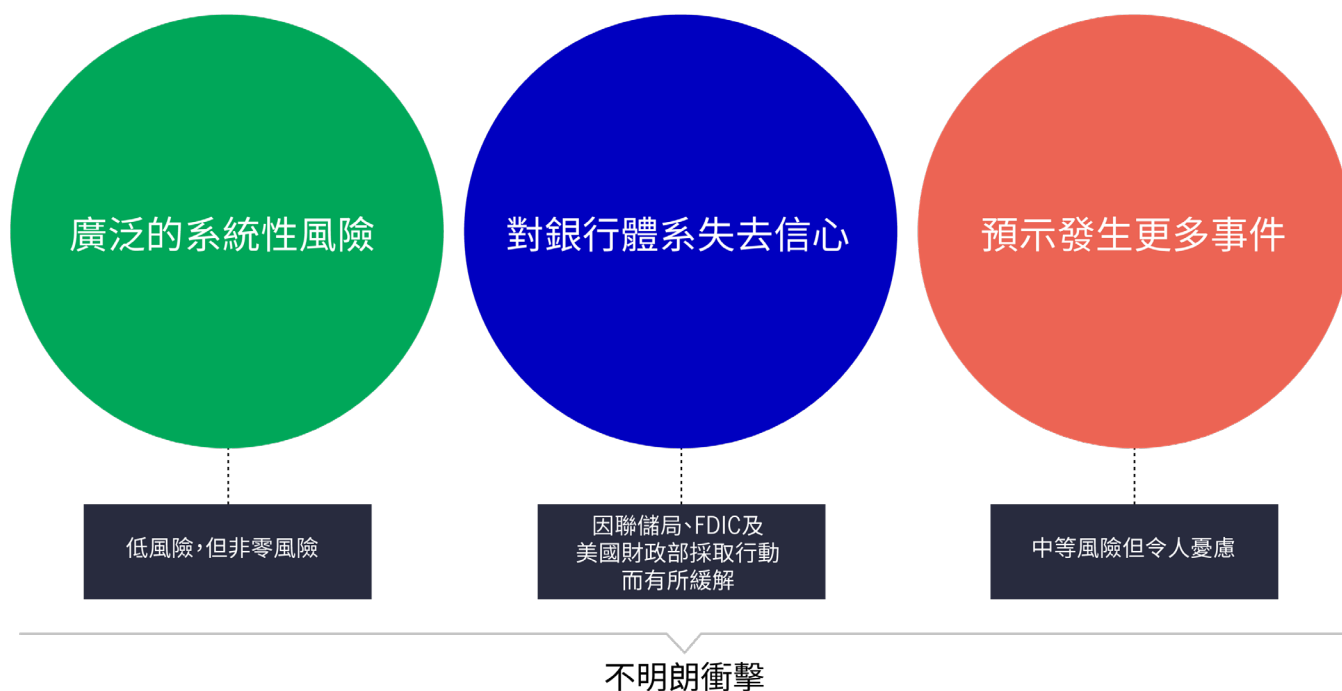 廣泛的系統性風險
對銀行體系失去信心
預示發生更多事件
低風險，但非零風險
因聯儲局、FDIC及
美國財政部採取行動
而有所緩解
中等風險但令人憂慮
不明朗衝擊